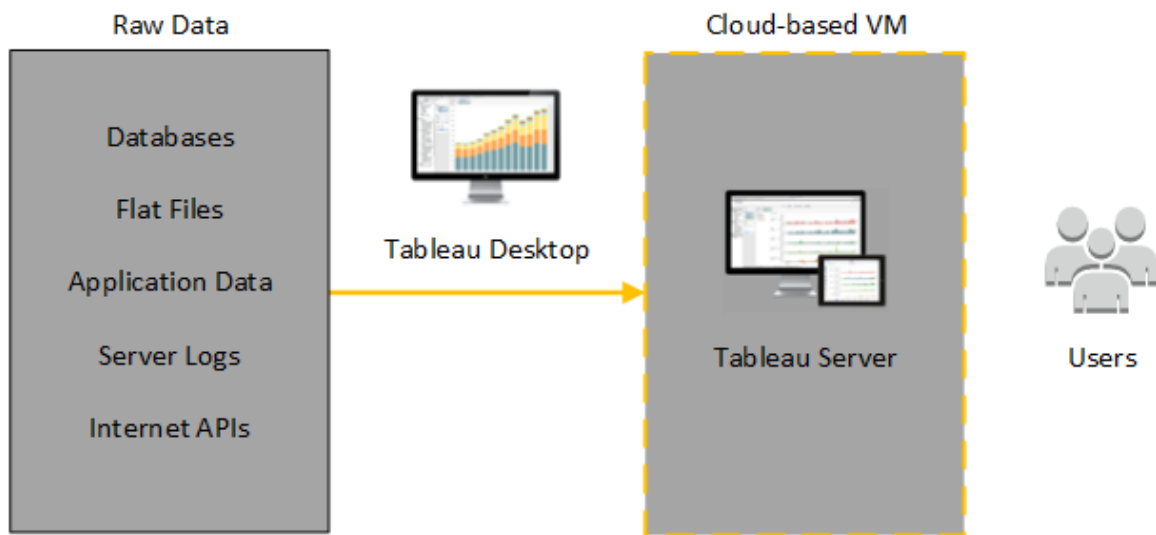 Raw Data
Databases
Flat Files
Application Data
Server Logs
Internet APIs
Tableau Desktop
Cloud-based VM
Tableau Server
Users